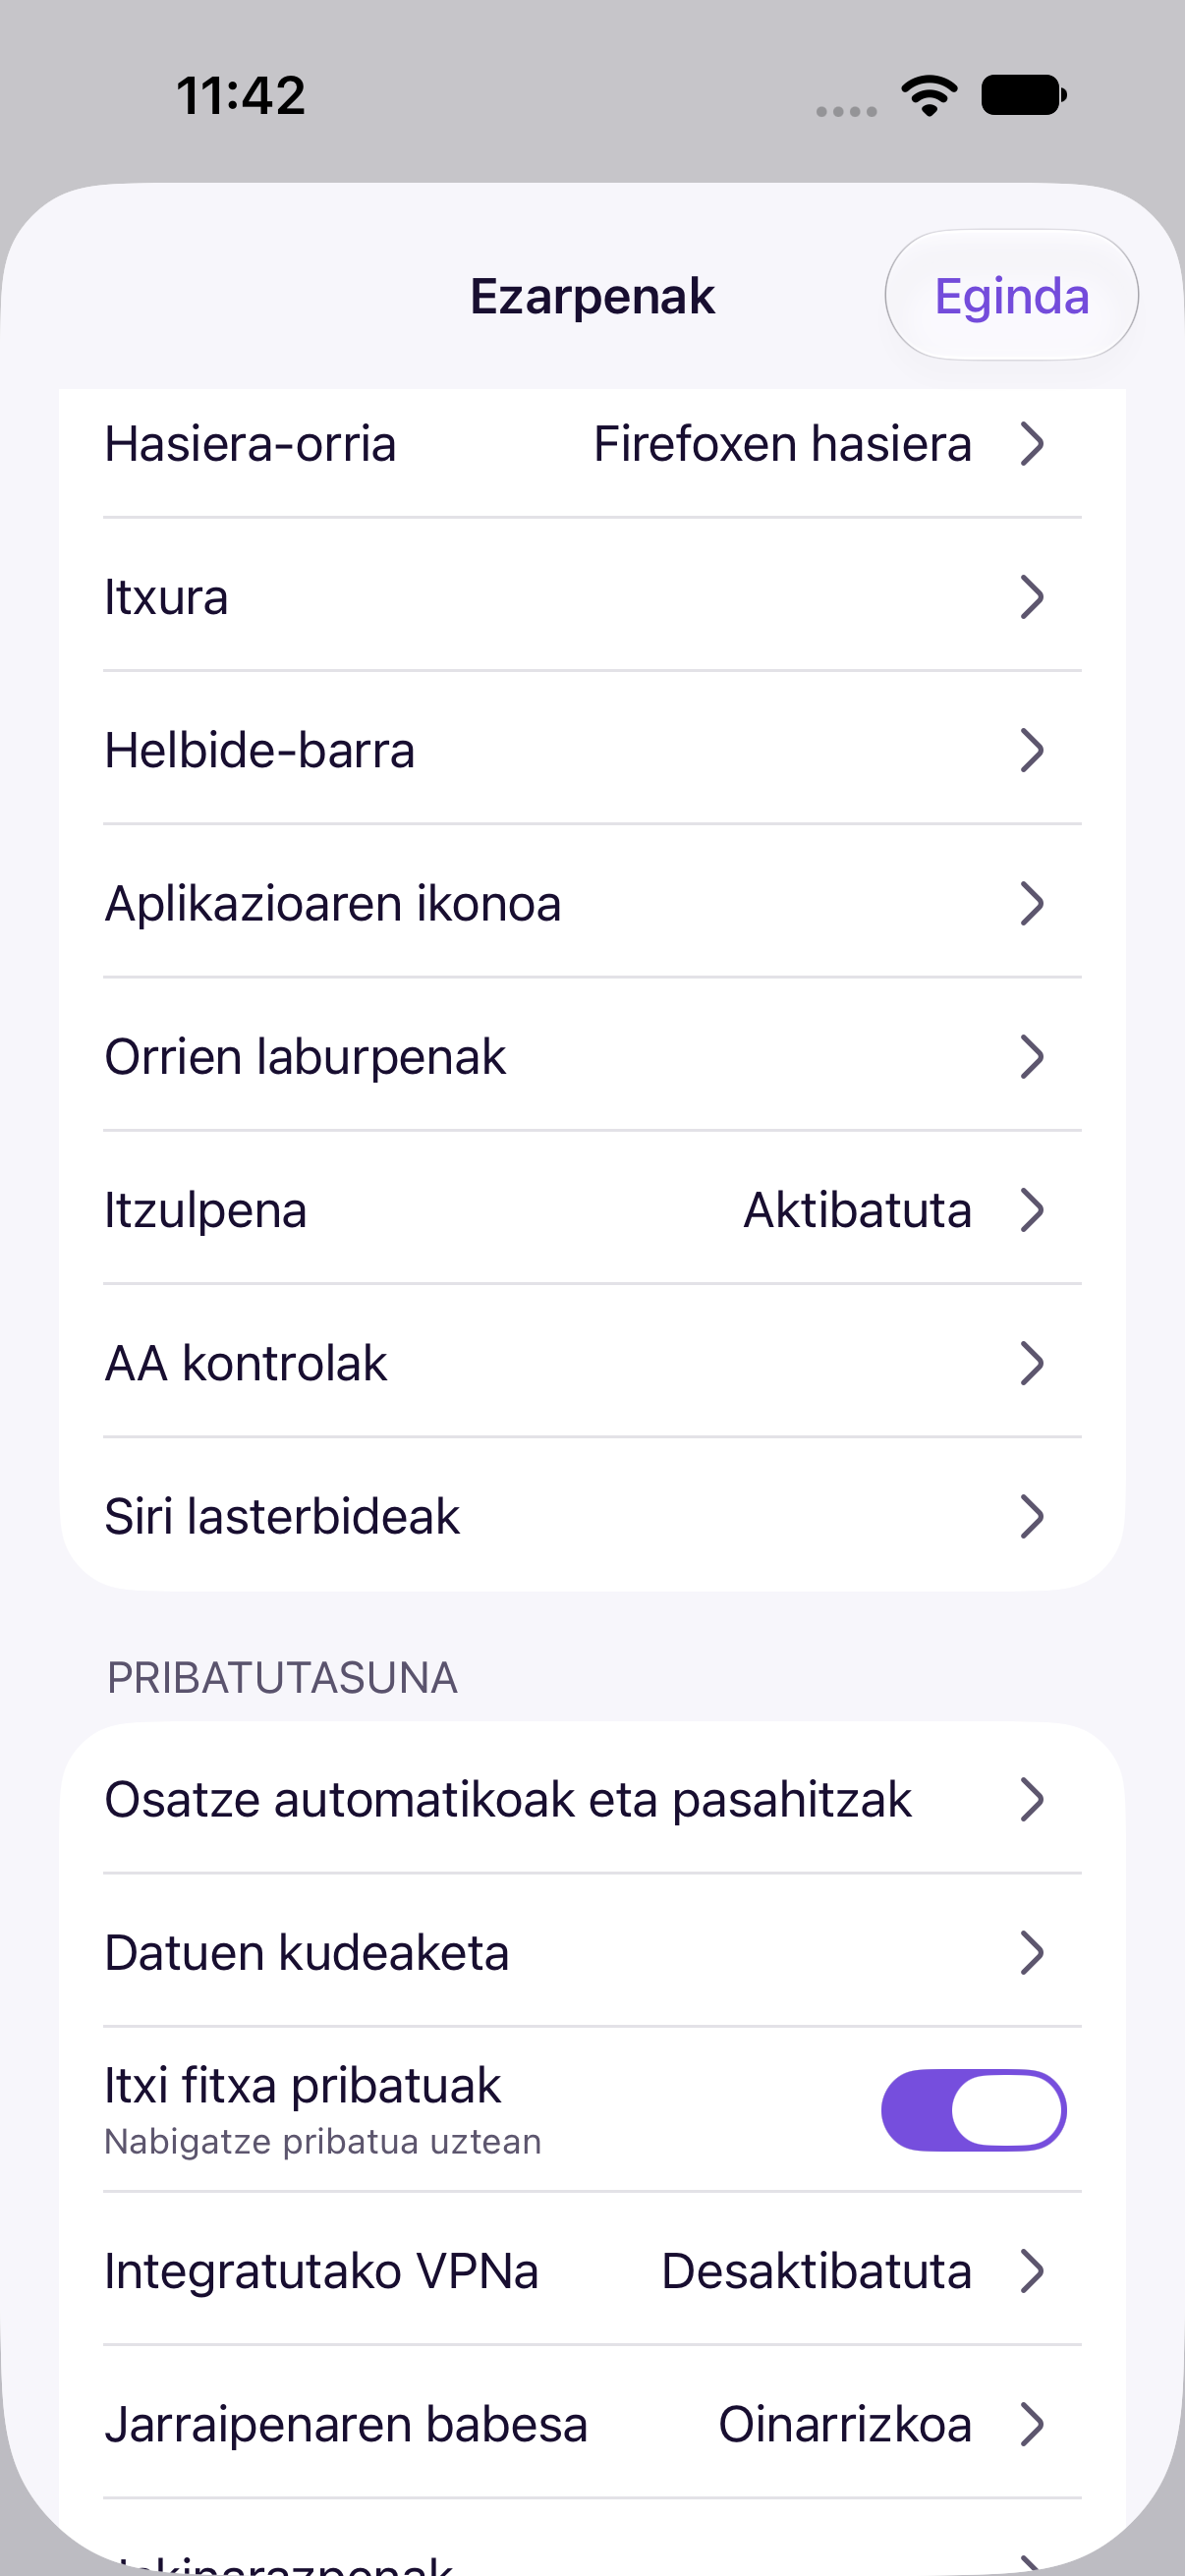 11:42
Ezarpenak
Eginda
Hasiera-orria Firefoxen hasiera
Itxura
Helbide-barra
Aplikazioaren ikonoa
Orrien laburpenak
Itzulpena Aktibatuta
AA kontrolak
Siri lasterbideak
PRIBATUTASUNA
Osatze automatikoak eta pasahitzak
Datuen kudeaketa
Itxi fitxa pribatuak
Nabigatze pribatua uztean
Integratutako VPNa Desaktibatuta
Jarraipenaren babesa Oinarrizkoa